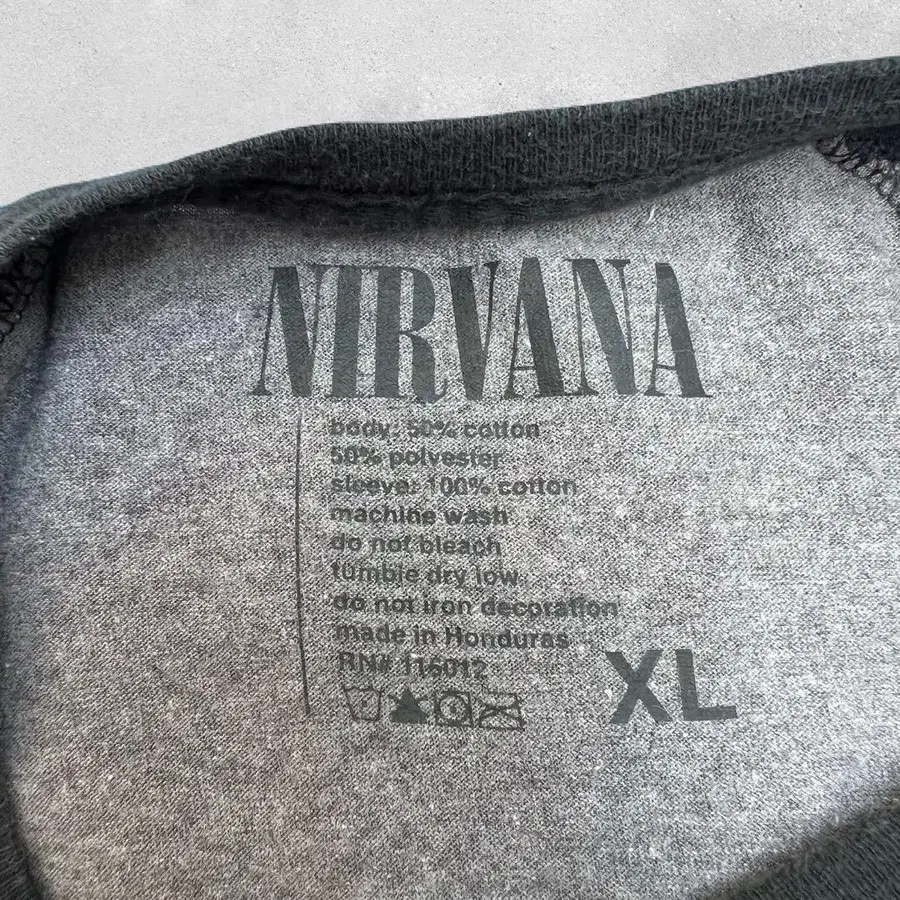 NIRVANA
body: 50% cotton
50% polyester
sleeve: 100% cotton
machine wash
do not bleach
tumble dry low
do not iron decoration
made in Honduras
RN# 116012
XL